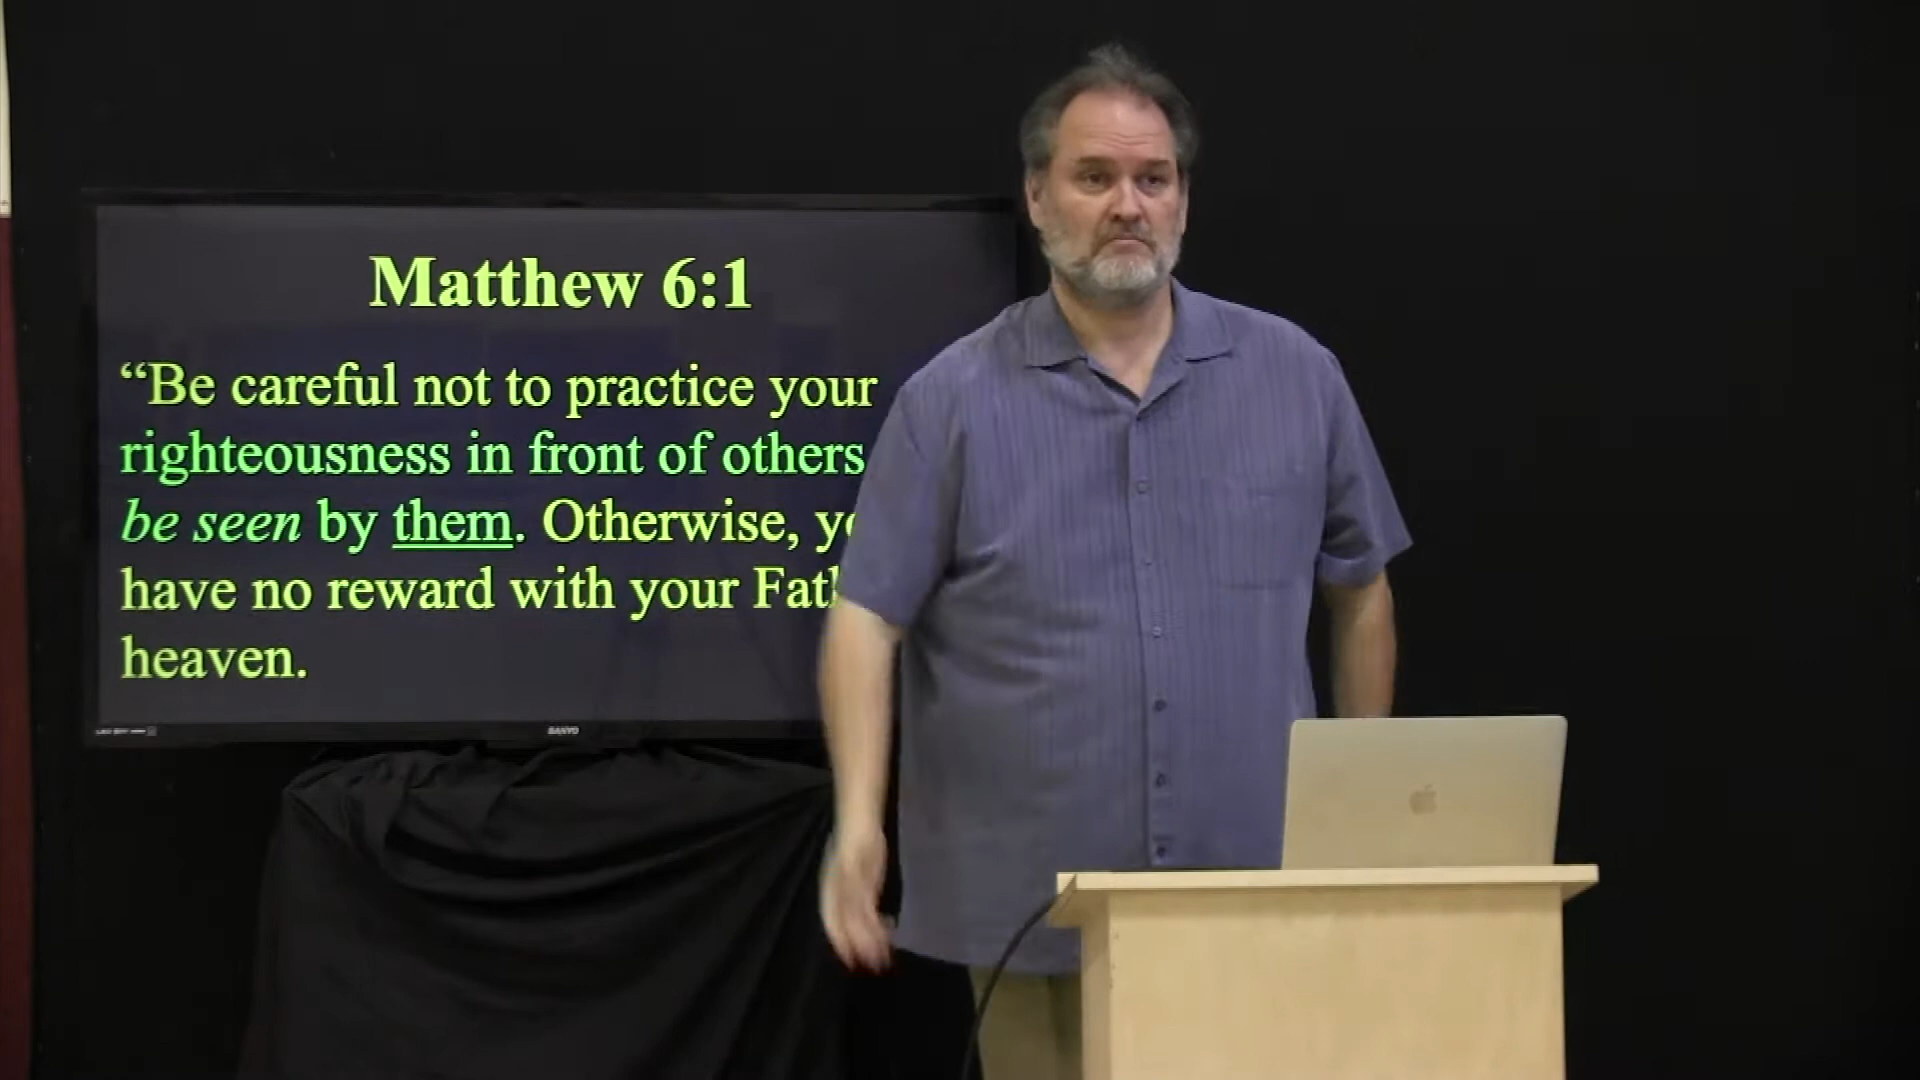 Matthew 6:1
“Be careful not to practice your
righteousness in front of others
be seen by them. Otherwise,
have no reward with your
heaven.
SANYO